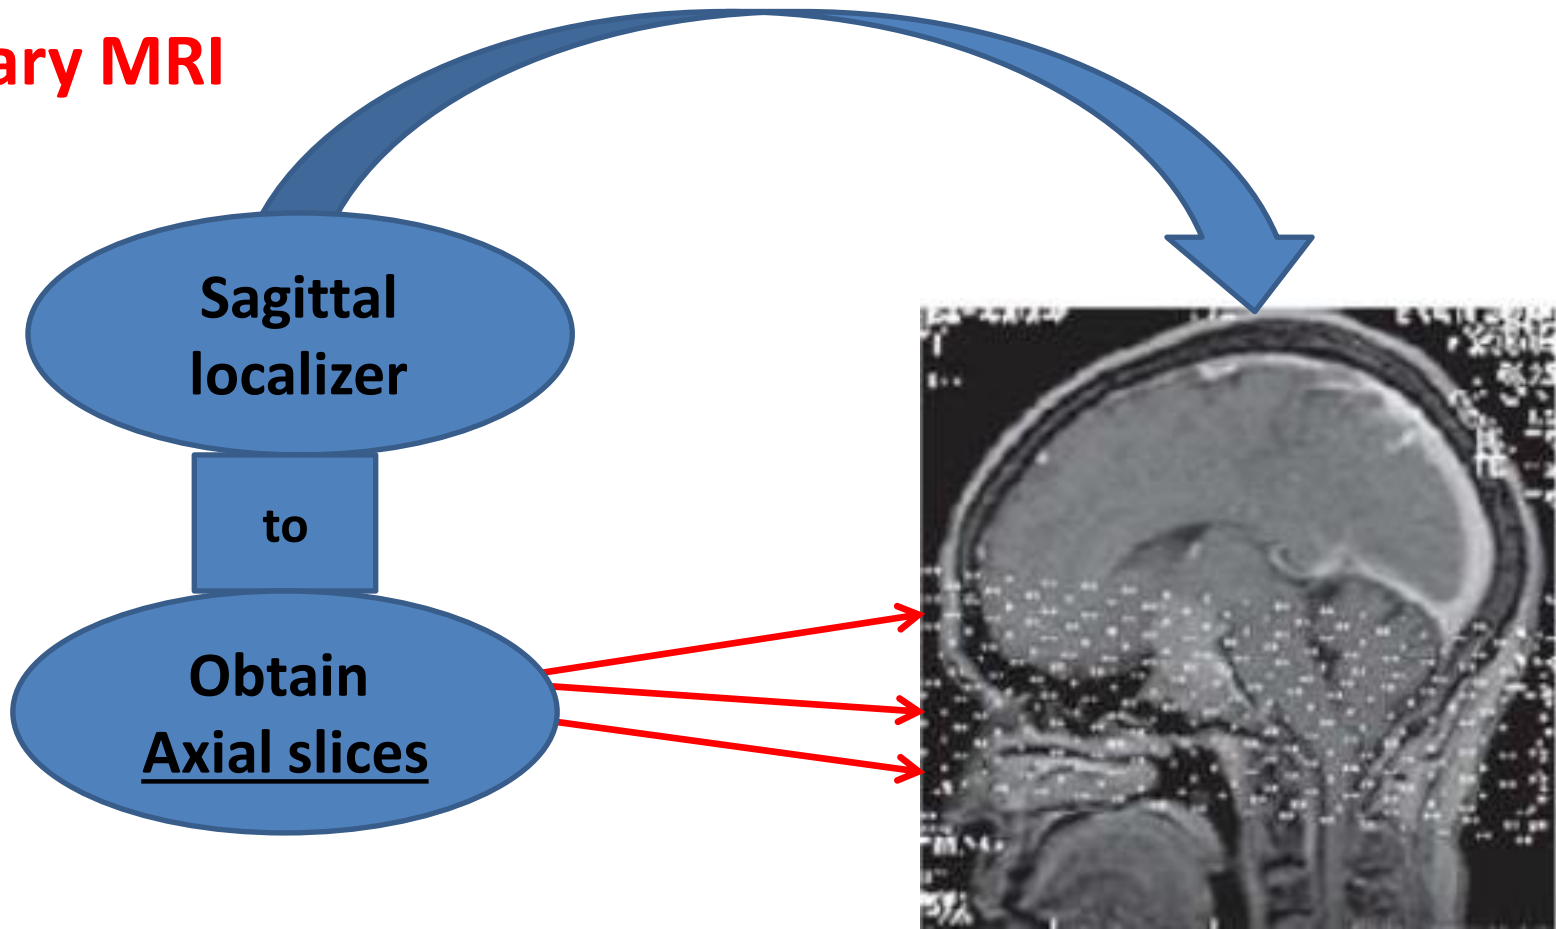 ary MRI
Sagittal
localizer
to
Obtain
Axial slices